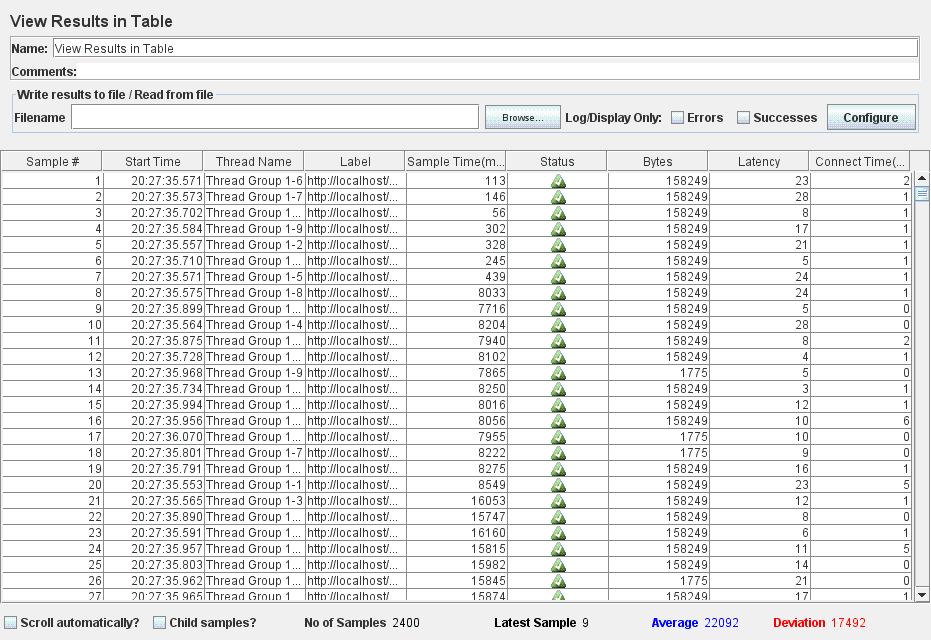 View Results in Table
Name: View Results in Table
Comments:
Write results to file / Read from file
Filename Browse... Log/Display Only: Errors Successes Configure
Sample # Start Time Thread Name Label Sample Time(m... Status Bytes Latency Connect Time(...
1 20:27:35.571 Thread Group 1-6 http://localhost/... 113 158249 23 2
2 20:27:35.573 Thread Group 1-7 http://localhost/... 146 158249 28 1
3 20:27:35.702 Thread Group 1... http://localhost/... 56 158249 8 1
4 20:27:35.584 Thread Group 1-9 http://localhost/... 302 158249 17 1
5 20:27:35.557 Thread Group 1-2 http://localhost/... 328 158249 21 1
6 20:27:35.710 Thread Group 1... http://localhost/... 245 158249 5 1
7 20:27:35.571 Thread Group 1-5 http://localhost/... 439 158249 24 1
8 20:27:35.575 Thread Group 1-8 http://localhost/... 8033 158249 24 1
9 20:27:35.899 Thread Group 1... http://localhost/... 7716 158249 5 0
10 20:27:35.564 Thread Group 1-4 http://localhost/... 8204 158249 28 0
11 20:27:35.875 Thread Group 1... http://localhost/... 7940 158249 8 2
12 20:27:35.728 Thread Group 1... http://localhost/... 8102 158249 4 1
13 20:27:35.968 Thread Group 1-9 http://localhost/... 7865 1775 5 0
14 20:27:35.734 Thread Group 1... http://localhost/... 8250 158249 3 1
15 20:27:35.994 Thread Group 1... http://localhost/... 8016 158249 12 1
16 20:27:35.956 Thread Group 1... http://localhost/... 8056 158249 10 6
17 20:27:36.070 Thread Group 1... http://localhost/... 7955 1775 10 0
18 20:27:35.801 Thread Group 1-7 http://localhost/... 8222 1775 9 0
19 20:27:35.791 Thread Group 1... http://localhost/... 8275 158249 16 1
20 20:27:35.553 Thread Group 1-1 http://localhost/... 8549 158249 23 5
21 20:27:35.565 Thread Group 1-3 http://localhost/... 16053 158249 12 1
22 20:27:35.890 Thread Group 1... http://localhost/... 15747 158249 8 0
23 20:27:35.591 Thread Group 1... http://localhost/... 16160 158249 6 1
24 20:27:35.957 Thread Group 1... http://localhost/... 15815 158249 11 5
25 20:27:35.803 Thread Group 1... http://localhost/... 15982 158249 14 0
26 20:27:35.962 Thread Group 1... http://localhost/... 15845 1775 21 0
27 20:27:35.965 Thread Group 1... http://localhost/... 15874 158249 17 1
Scroll automatically? Child samples? No of Samples 2400 Latest Sample 9 Average 22092 Deviation 17492